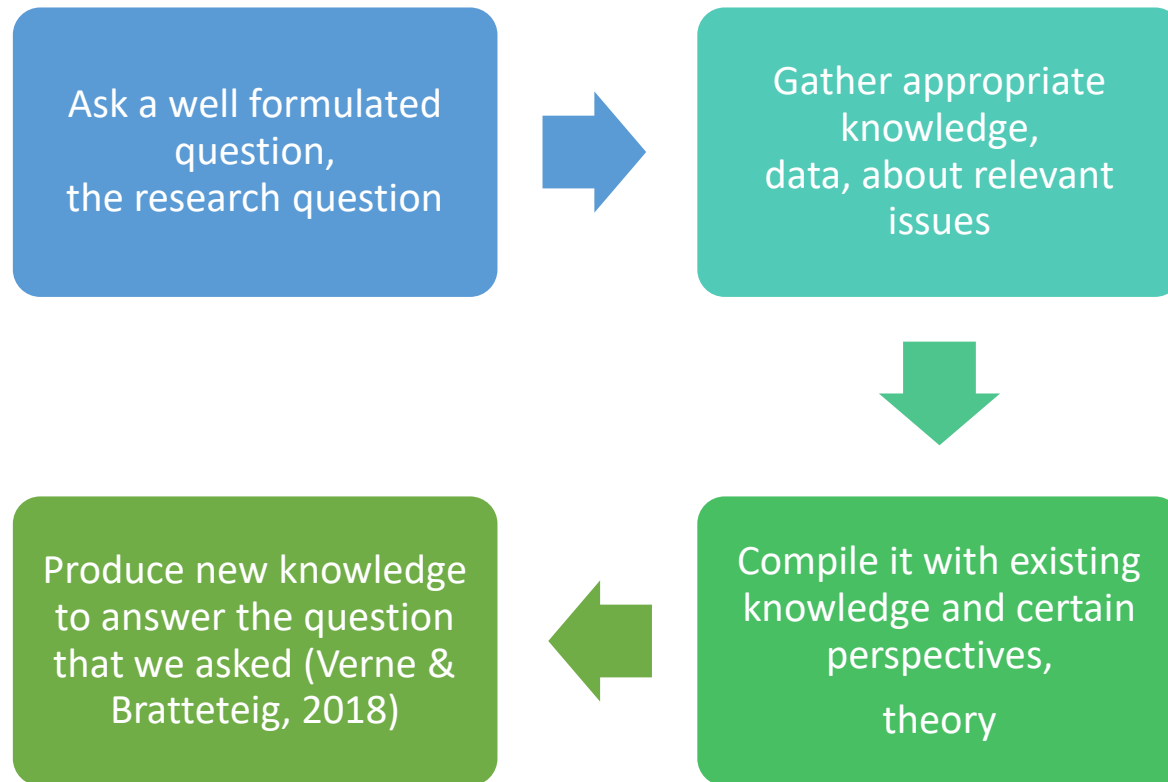 Ask a well formulated
question,
the research question
Gather appropriate
knowledge,
data, about relevant
issues
Compile it with existing
knowledge and certain
perspectives,
theory
Produce new knowledge
to answer the question
that we asked (Verne &
Bratteteig, 2018)